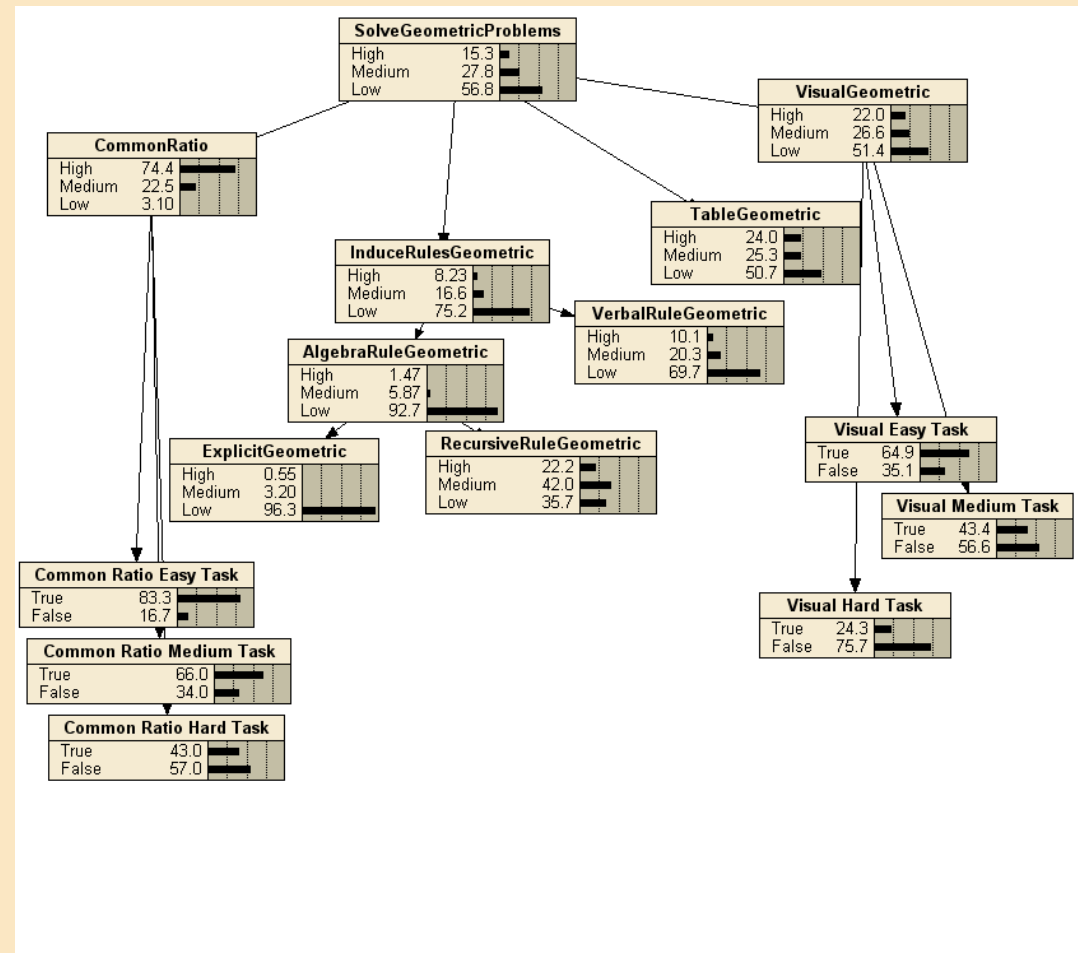 SolveGeometricProblems
High 15.3
Medium 27.8
Low 56.8
VisualGeometric
High 22.0
Medium 26.6
Low 51.4
CommonRatio
High 74.4
Medium 22.5
Low 3.10
TableGeometric
High 24.0
Medium 25.3
Low 50.7
InduceRulesGeometric
High 8.23
Medium 16.6
Low 75.2
VerbalRuleGeometric
High 10.1
Medium 20.3
Low 69.7
AlgebraRuleGeometric
High 1.47
Medium 5.87
Low 92.7
ExplicitGeometric
High 0.55
Medium 3.20
Low 96.3
RecursiveRuleGeometric
High 22.2
Medium 42.0
Low 35.7
Visual Easy Task
True 64.9
False 35.1
Visual Medium Task
True 43.4
False 56.6
Common Ratio Easy Task
True 83.3
False 16.7
Visual Hard Task
True 24.3
False 75.7
Common Ratio Medium Task
True 66.0
False 34.0
Common Ratio Hard Task
True 43.0
False 57.0